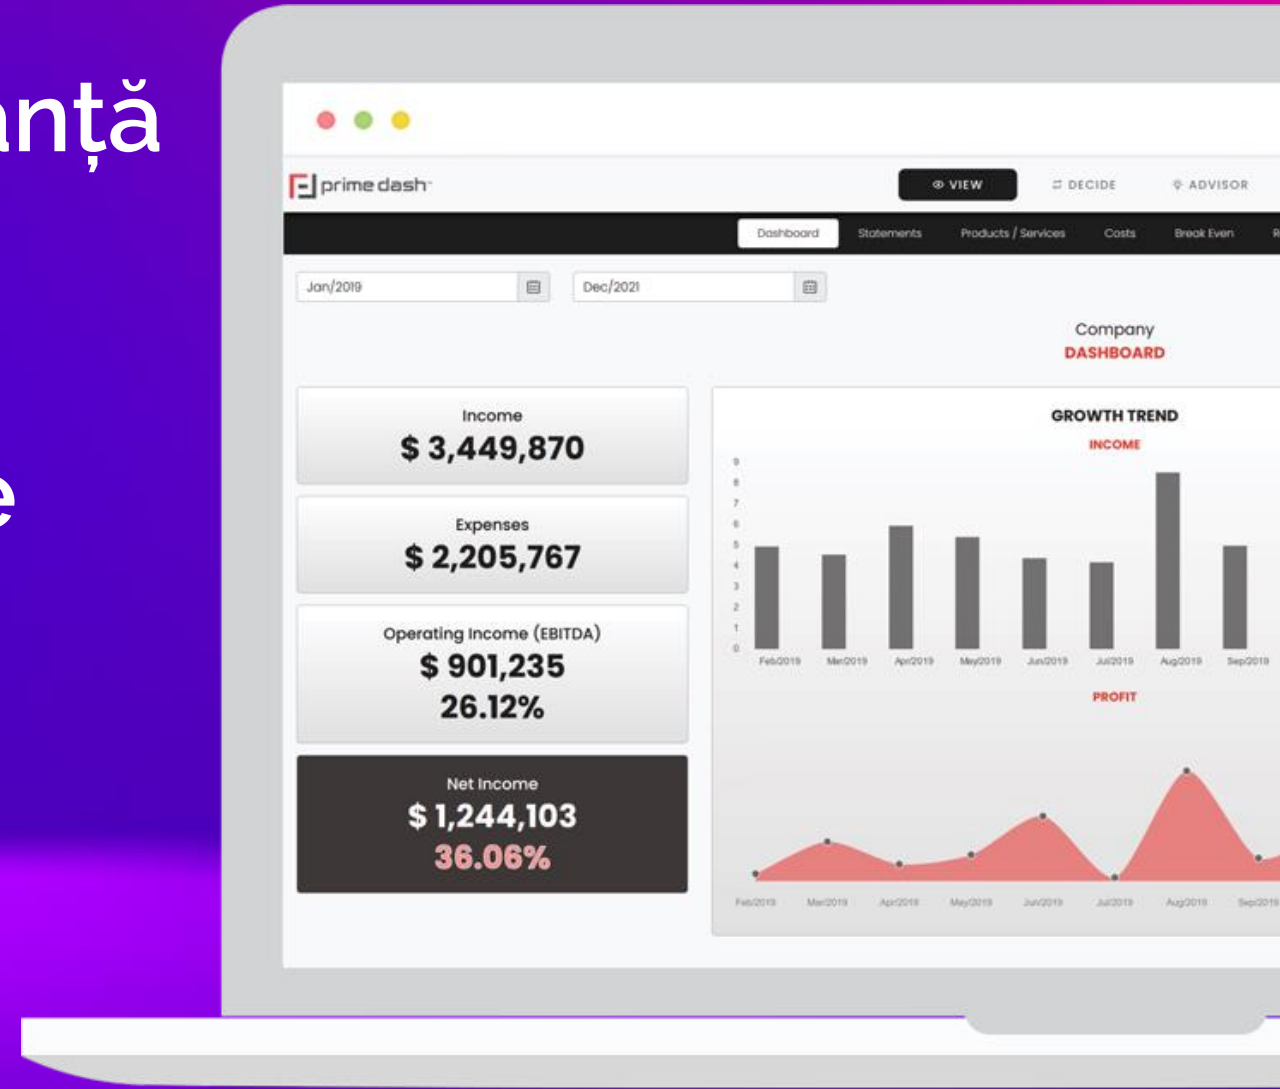 anță
e
prime dash
VIEW
DECIDE
ADVISOR
Dashboard
Statements
Products / Services
Costs
Break Even
Jan/2019
Dec/2021
Company
DASHBOARD
Income
$ 3,449,870
Expenses
$ 2,205,767
Operating Income (EBITDA)
$ 901,235
26.12%
Net Income
$ 1,244,103
36.06%
GROWTH TREND
INCOME
9
8
7
6
5
4
3
2
1
0
Feb/2019 Mar/2019 Apr/2019 May/2019 Jun/2019 Jul/2019 Aug/2019 Sep/2019
PROFIT
Feb/2019 Mar/2019 Apr/2019 May/2019 Jun/2019 Jul/2019 Aug/2019 Sep/2019